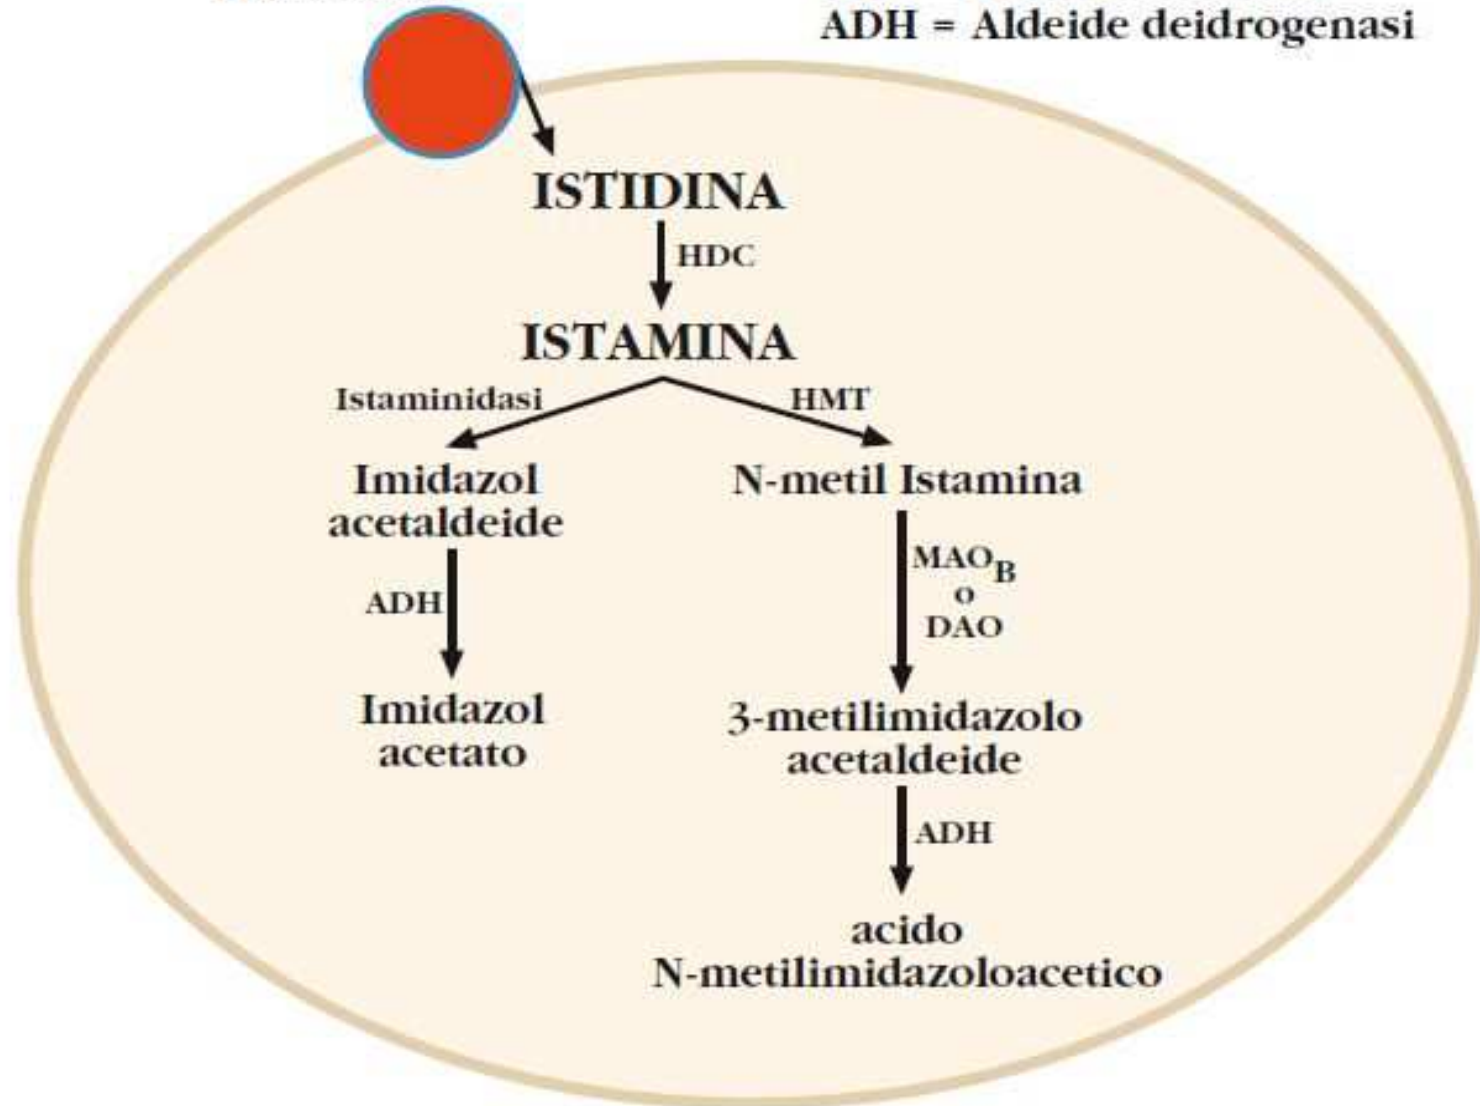 ADH = Aldeide deidrogenasi
ISTIDINA
HDC
ISTAMINA
Istaminidasi
HMT
Imidazol
acetaldeide
N-metil Istamina
ADH
MAOB
o
DAO
Imidazol
acetato
3-metilimidazolo
acetaldeide
ADH
acido
N-metilimidazoloacetico